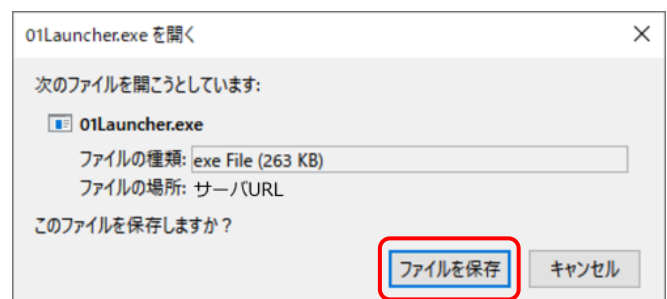 01Launcher.exe を開く
次のファイルを開こうとしています:
01Launcher.exe
ファイルの種類: exe File (263 KB)
ファイルの場所: サーバURL
このファイルを保存しますか？
ファイルを保存 キャンセル